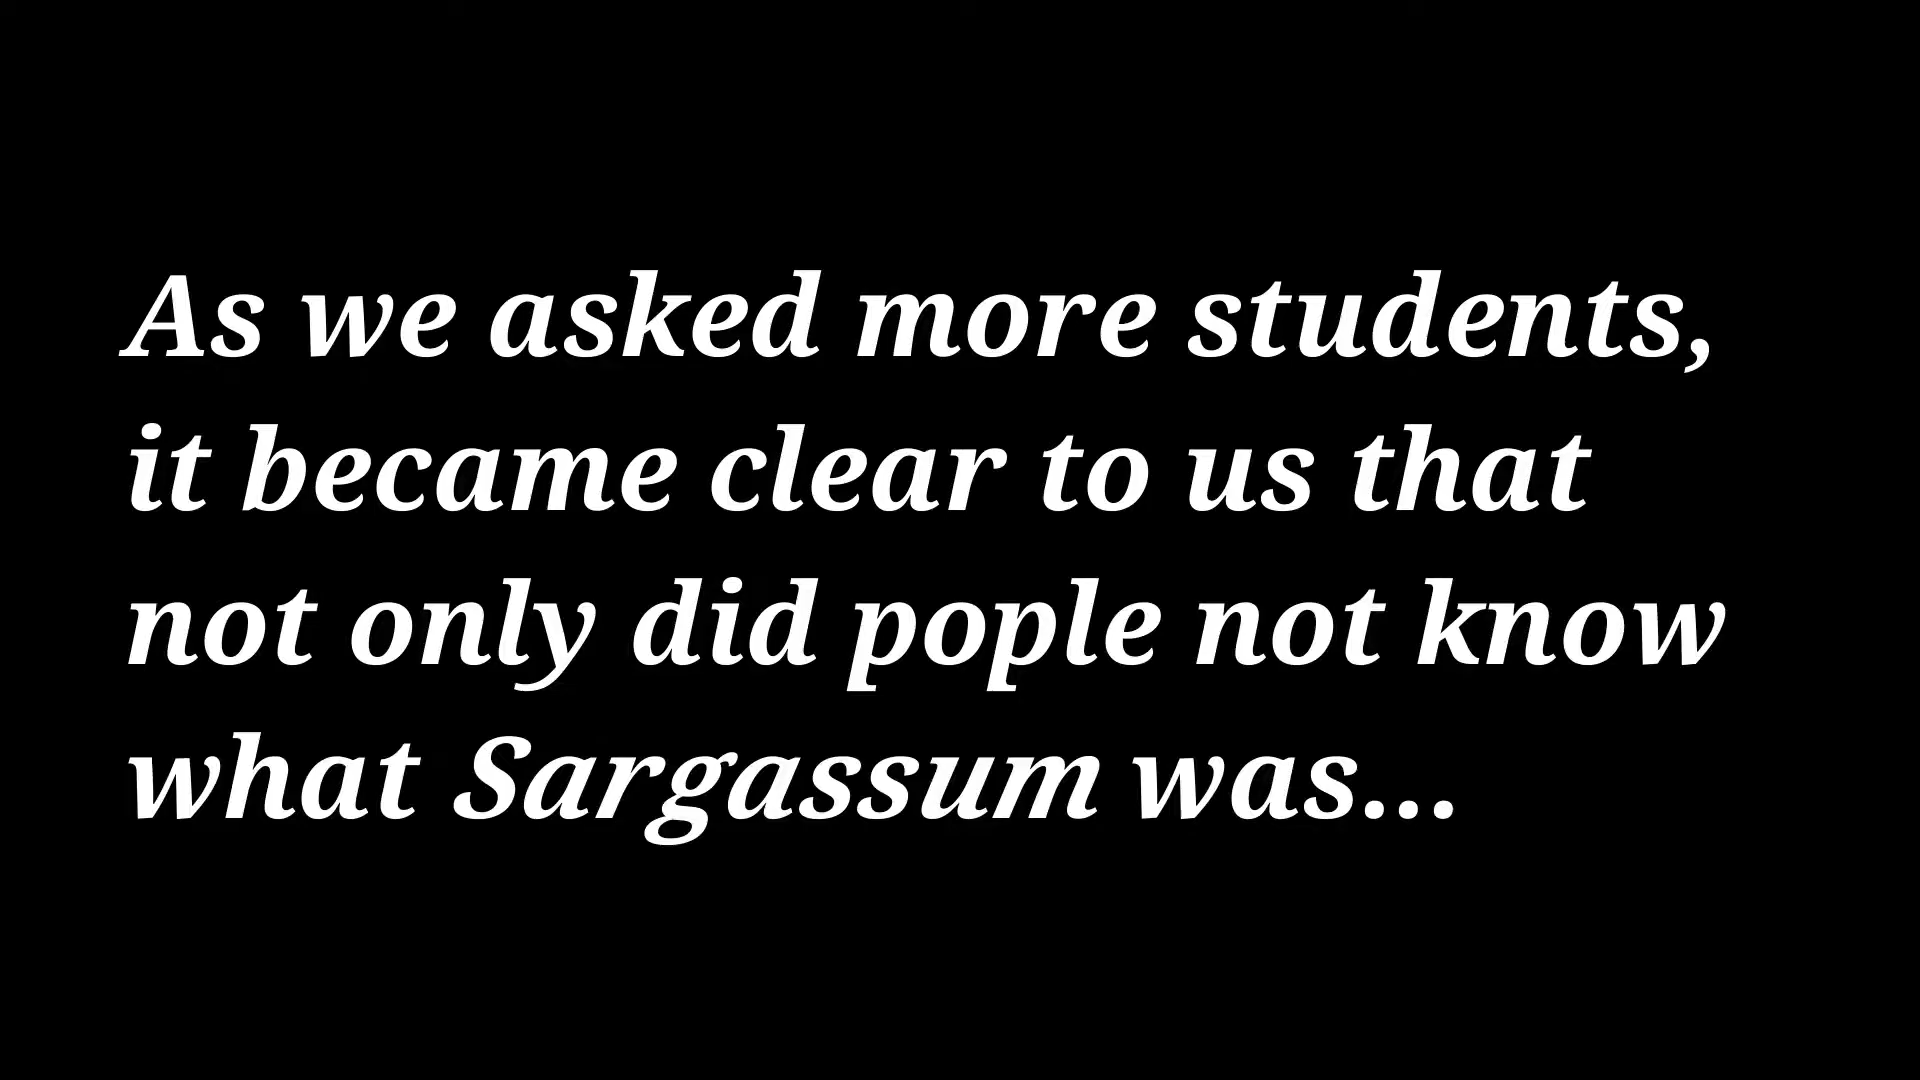 As we asked more students,
it became clear to us that
not only did pople not know
what Sargassum was...